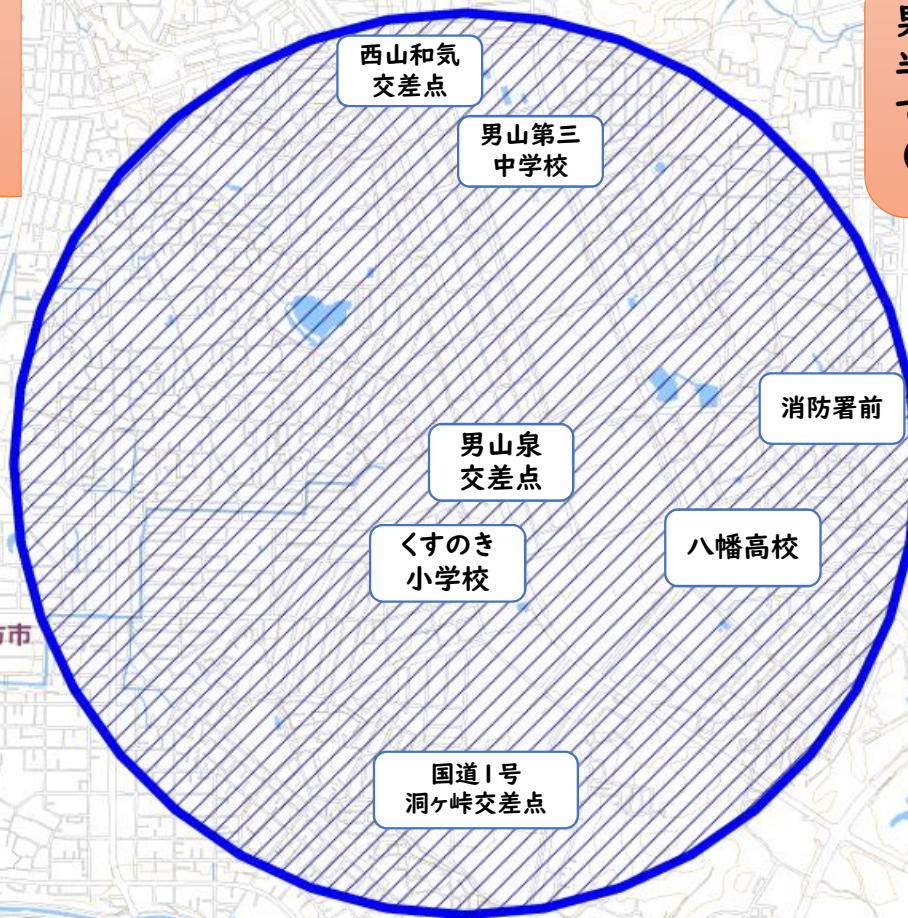 西山和気
交差点
男山第三
中学校
消防署前
男山泉
交差点
くすのき
小学校
八幡高校
市
国道1号
洞ヶ峠交差点